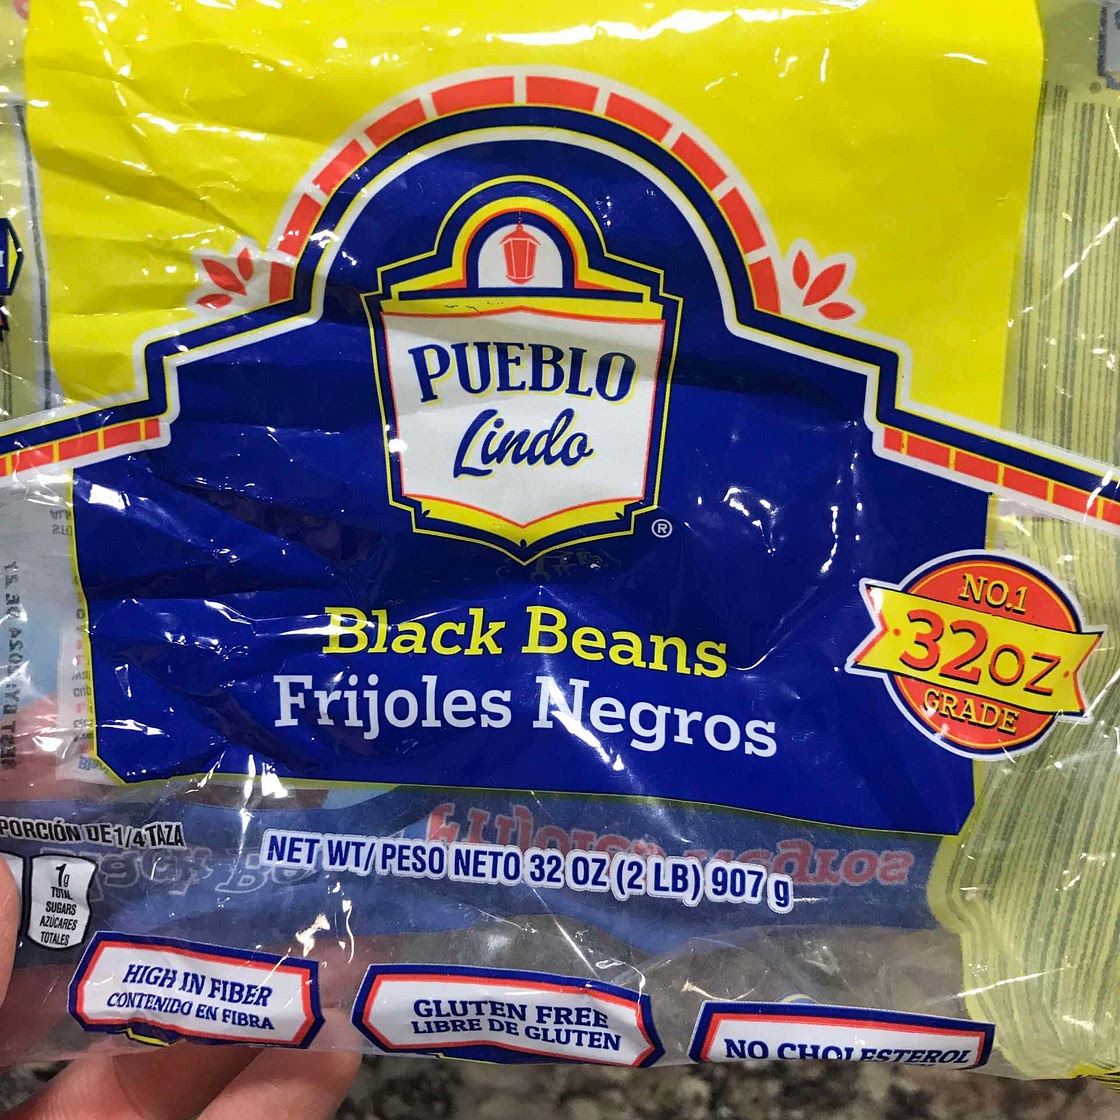 PUEBLO
Lindo
®
Black Beans
Frijoles Negros
NO.1
32OZ
GRADE
PORCIÓN DE 1/4 TAZA
NET WT/ PESO NETO 32 OZ (2 LB) 907 g
1g
TOTAL
SUGARS
AZÚCARES
TOTALES
HIGH IN FIBER
CONTENIDO EN FIBRA
GLUTEN FREE
LIBRE DE GLUTEN
NO CHOLESTEROL